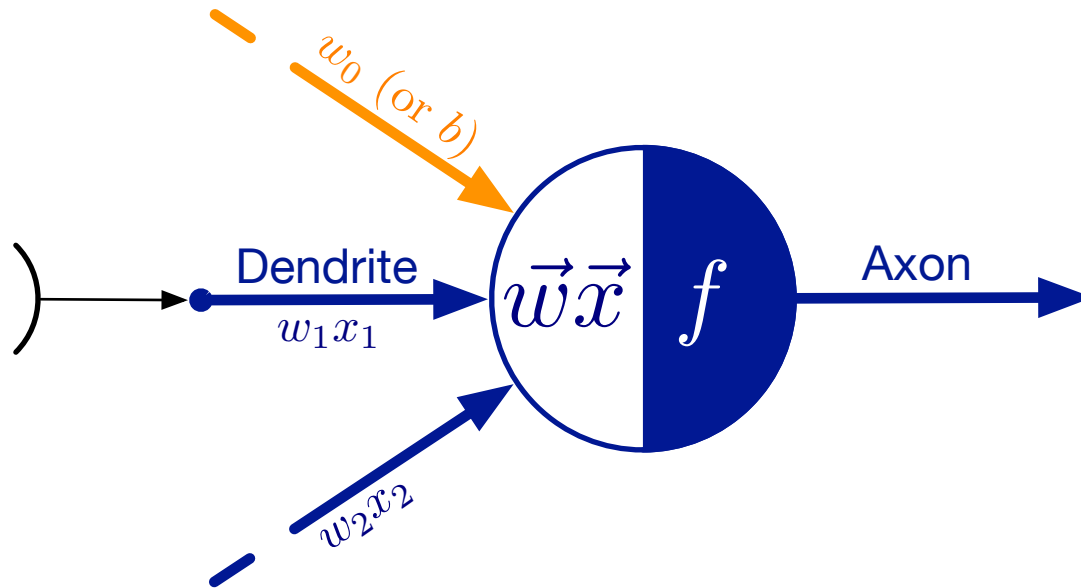 w₀ (or b)
Dendrite
w₁x₁
w⃗x⃗
f
Axon
w₂x₂